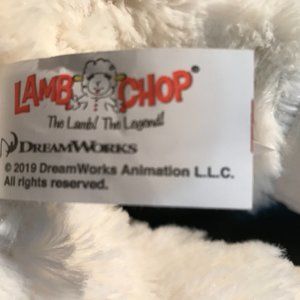 LAMB CHOP®
The Lamb! The Legend!
DREAMWORKS
© 2019 DreamWorks Animation L.L.C.
All rights reserved.